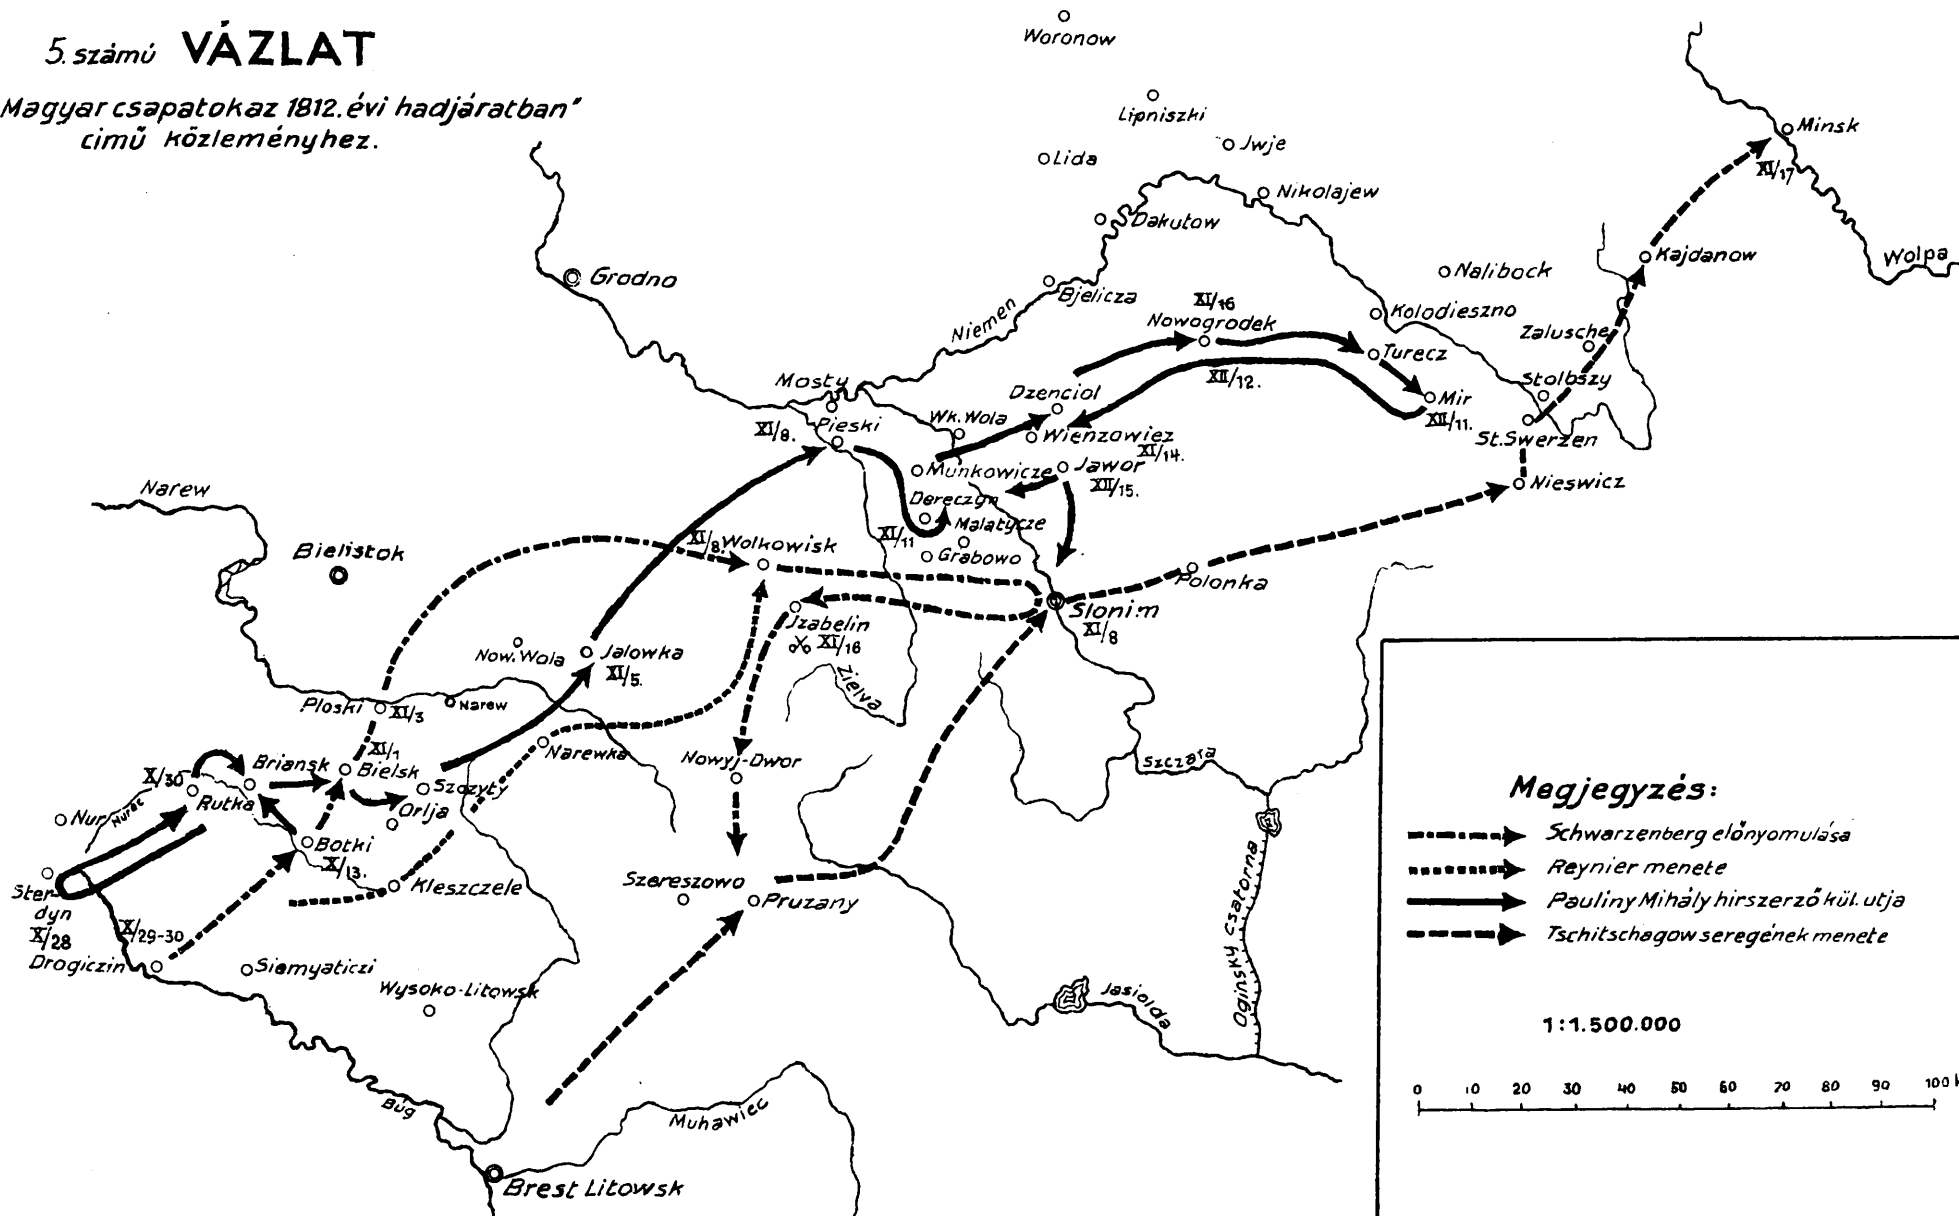 5. számú VÁZLAT
Magyar csapatok az 1812. évi hadjáratban"
című közleményhez.
Woronow
Lipniszki
Lida
Jwje
Nikolajew
Dakutow
Minsk
XI/17
Wolpa
Kajdanow
Nalibock
Kolodieszno
Zalusche
Stolbszy
St. Swerzen
Nieswicz
Grodno
Niemen
Bjelicza
XI/16
Nowogrodek
Turecz
Mir
XII/11.
XII/12.
Mosty
Pieski
XI/8.
Wk. Wola
Dzenciol
Wienzowiez
XI/14.
Munkowicze
Jawor
XII/15.
Dereczyn
Malatycze
XI/11
Grabowo
Narew
Bielistok
XI/8.
Wolkowisk
Polonka
Slonim
XI/8
Jzabelin
XI/16
Zielva
Now. Wola
Jalowka
XI/5.
Ploski
XI/3
Narew
Narewka
Nowyj-Dwor
Szczara
X/30
Briansk
XI/1
Bielsk
Szczyty
Orlja
Rutka
Nur
Nurzec
Botki
X/13.
Kleszczele
Sterdyn
X/28
X/29-30
Drogiczin
Siemyaticzi
Wysoko-Litowsk
Szereszowo
Pruzany
Oginsky csatorna
Jasiolda
Bug
Muhawiec
Brest Litowsk
Megjegyzés:
Schwarzenberg előnyomulása
Reynier menete
Pauliny Mihály hirszerző kül. utja
Tschitschagow seregének menete
1:1.500.000
0 10 20 30 40 50 60 70 80 90 100 k